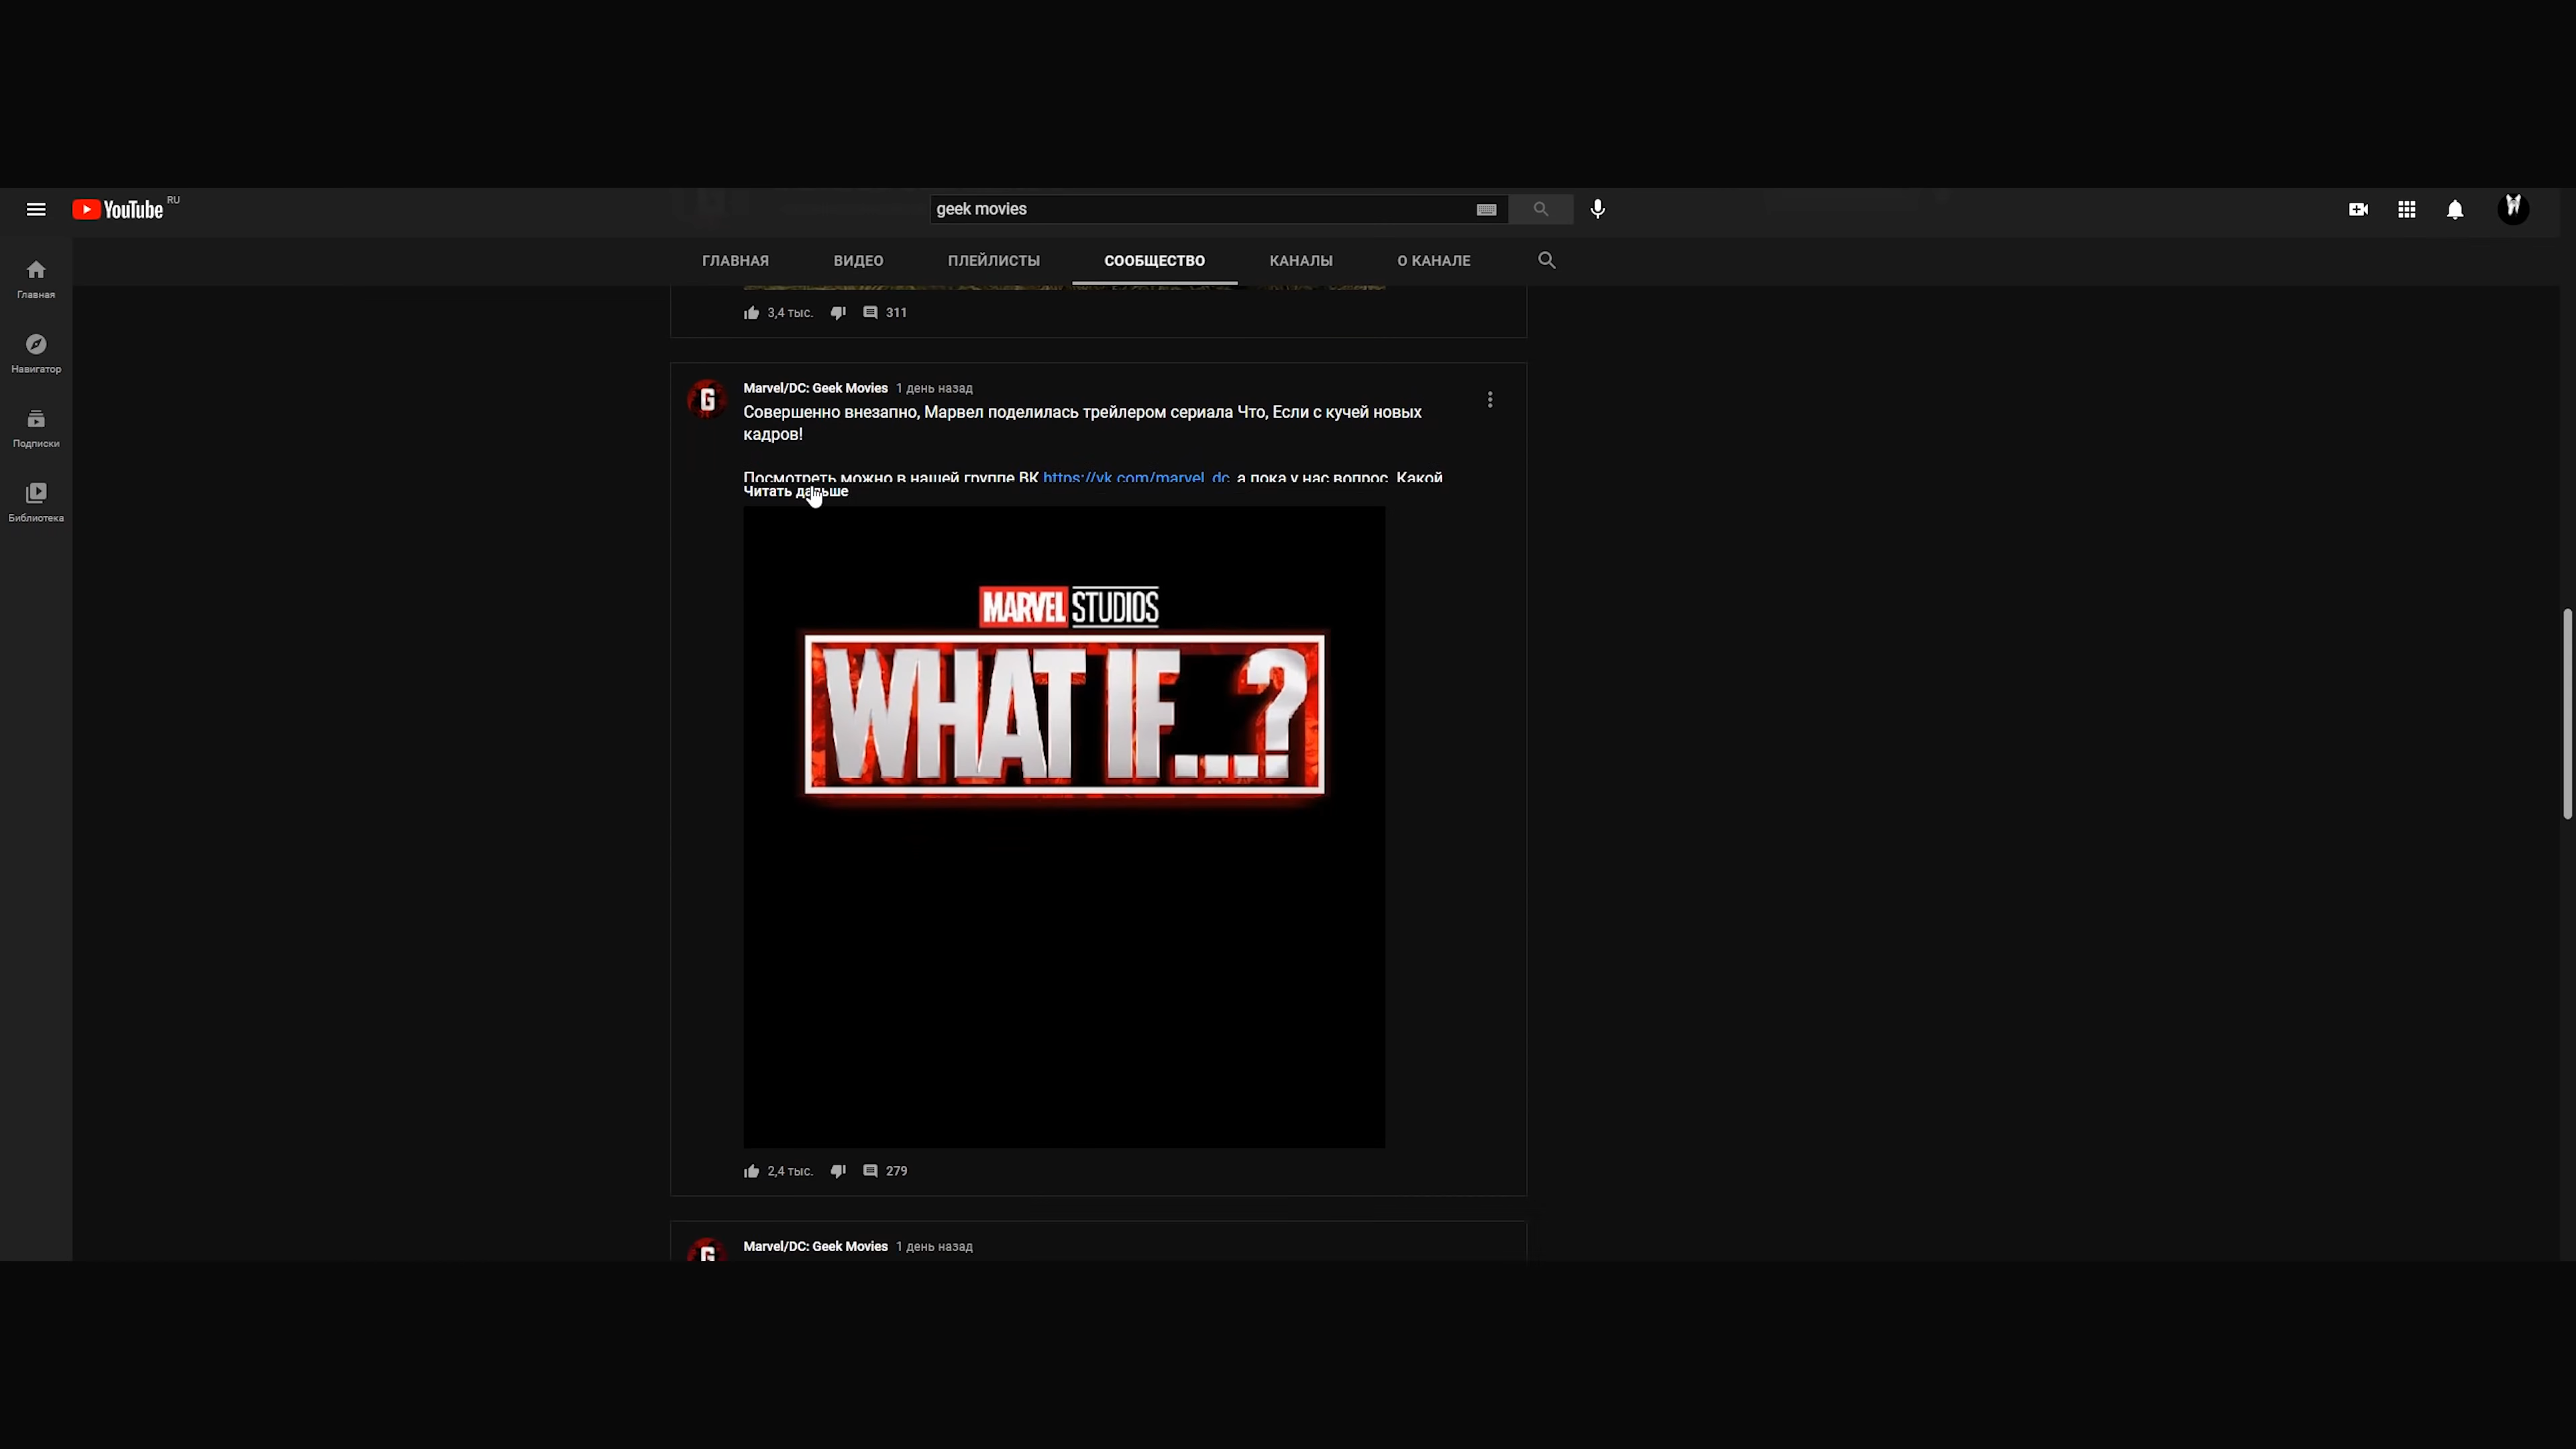 YouTube RU
geek movies
ГЛАВНАЯ ВИДЕО ПЛЕЙЛИСТЫ СООБЩЕСТВО КАНАЛЫ О КАНАЛЕ
Главная
Навигатор
Подписки
Библиотека
3,4 тыс. 311
G
Marvel/DC: Geek Movies 1 день назад
Совершенно внезапно, Марвел поделилась трейлером сериала Что, Если с кучей новых
кадров!
Посмотреть можно в нашей группе ВК https://vk.com/marvel_dc, а пока у нас вопрос. Какой
Читать дальше
MARVEL STUDIOS
WHAT IF...?
2,4 тыс. 279
G
Marvel/DC: Geek Movies 1 день назад